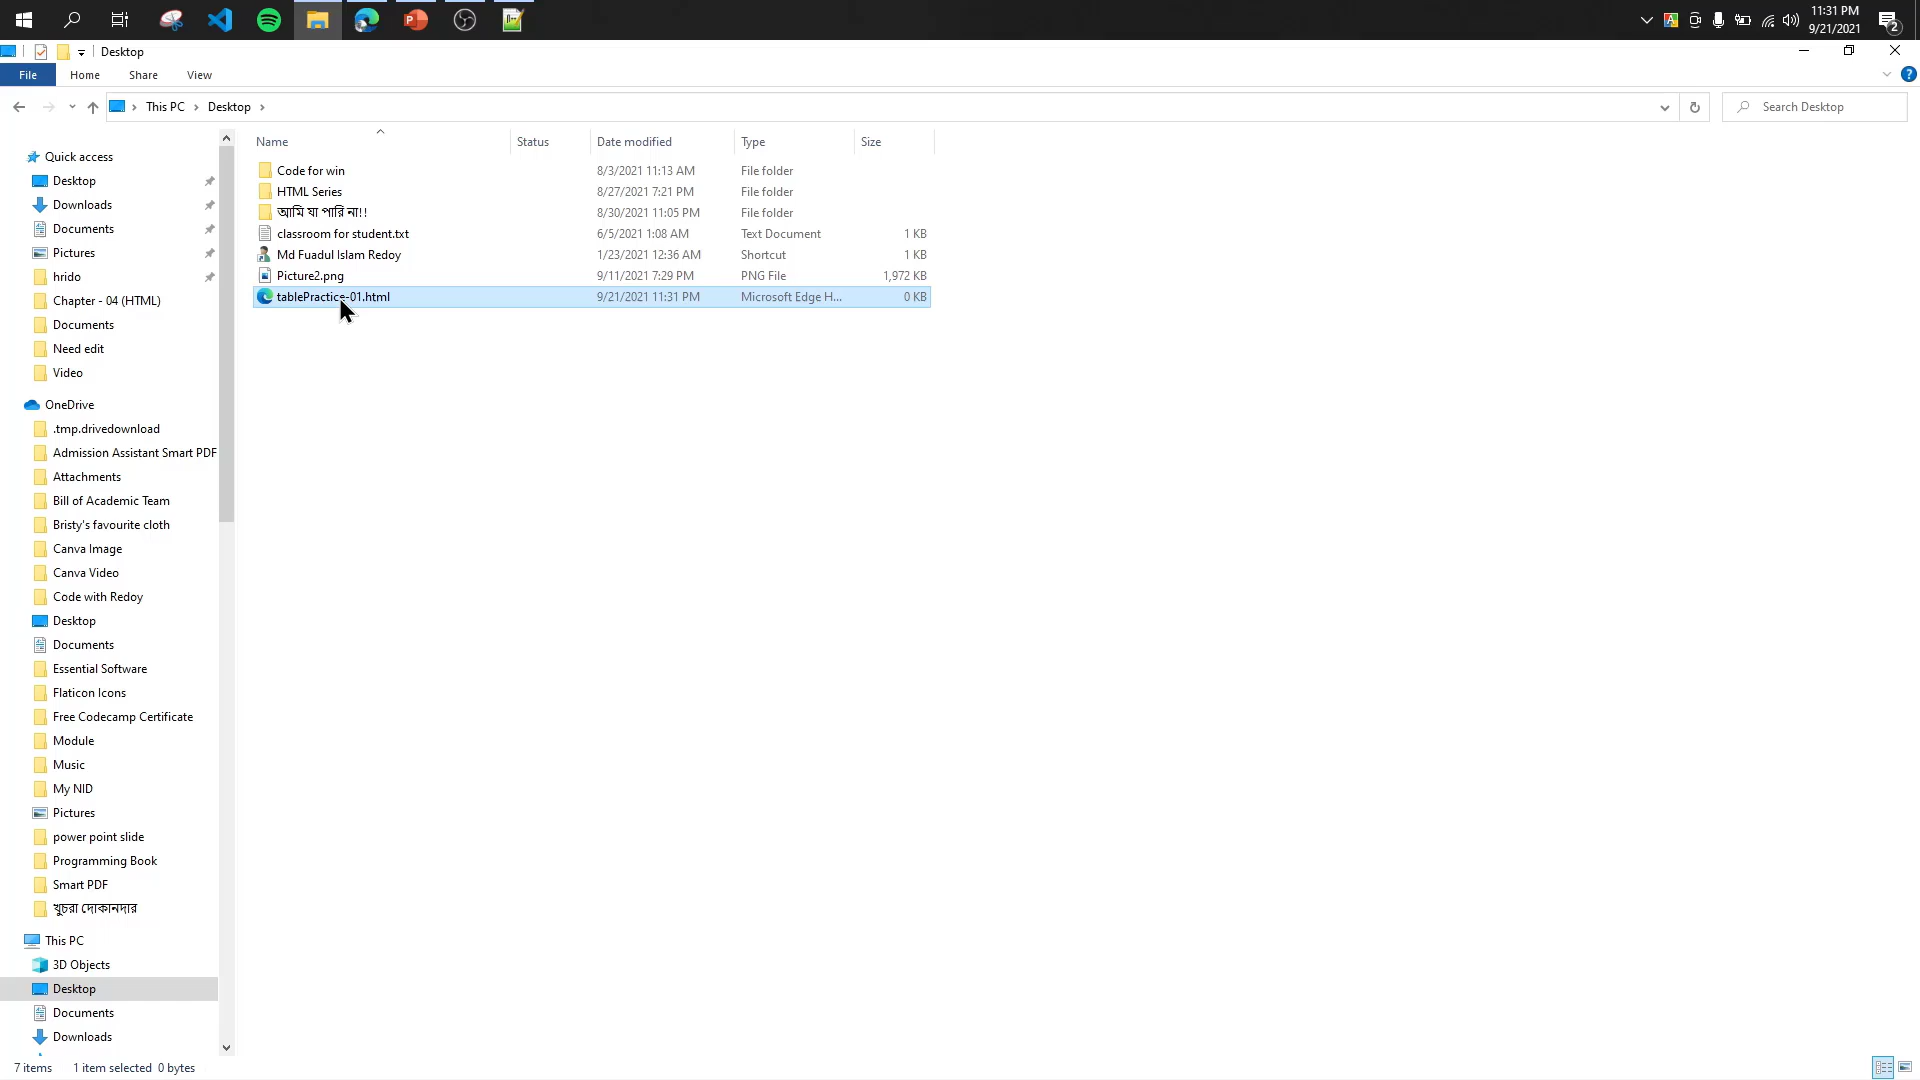 11:31 PM
9/21/2021
2
Desktop
File Home Share View
This PC Desktop
Search Desktop
Name Status Date modified Type Size
Code for win 8/3/2021 11:13 AM File folder
HTML Series 8/27/2021 7:21 PM File folder
আমি যা পারি না!! 8/30/2021 11:05 PM File folder
classroom for student.txt 6/5/2021 1:08 AM Text Document 1 KB
Md Fuadul Islam Redoy 1/23/2021 12:36 AM Shortcut 1 KB
Picture2.png 9/11/2021 7:29 PM PNG File 1,972 KB
tablePractice-01.html 9/21/2021 11:31 PM Microsoft Edge H... 0 KB
Quick access
Desktop
Downloads
Documents
Pictures
hrido
Chapter - 04 (HTML)
Documents
Need edit
Video
OneDrive
.tmp.drivedownload
Admission Assistant Smart PDF
Attachments
Bill of Academic Team
Bristy's favourite cloth
Canva Image
Canva Video
Code with Redoy
Desktop
Documents
Essential Software
Flaticon Icons
Free Codecamp Certificate
Module
Music
My NID
Pictures
power point slide
Programming Book
Smart PDF
খুচরা দোকানদার
This PC
3D Objects
Desktop
Documents
Downloads
7 items 1 item selected 0 bytes